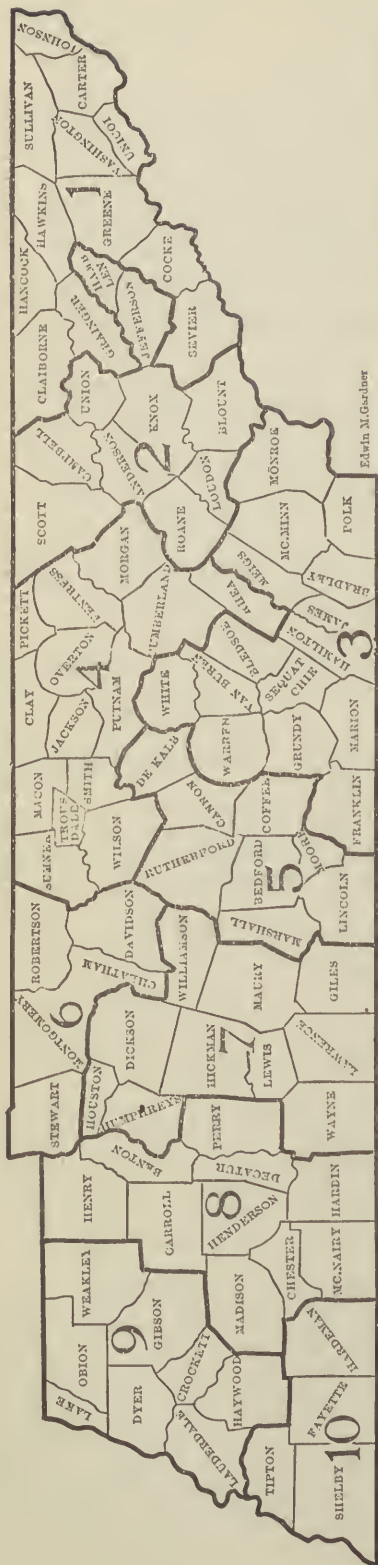 JOHNSON
SULLIVAN
CARTER
UNICOI
WASHINGTON
HAWKINS
1
GREENE
HANCOCK
HAMBLEN
COCKE
GRAINGER
JEFFERSON
CLAIBORNE
SEVIER
UNION
CAMPBELL
KNOX
BLOUNT
ANDERSON
2
SCOTT
LOUDON
MONROE
ROANE
Edwin M. Gardner
MORGAN
MC.MINN
POLK
PICKETT
FENTRESS
CUMBERLAND
RHEA
MEIGS
BRADLEY
CLAY
OVERTON
4
BLEDSOE
JAMES
HAMILTON
3
JACKSON
PUTNAM
WHITE
VAN BUREN
SEQUAT
CHIE
MACON
SMITH
DE KALB
WARREN
GRUNDY
MARION
TROUS
DALE
WILSON
CANNON
COFFEE
FRANKLIN
SUMNER
RUTHERFORD
BEDFORD
5
MOORE
ROBERTSON
DAVIDSON
MARSHALL
LINCOLN
CHEATHAM
WILLIAMSON
MONTGOMERY
6
MAURY
GILES
DICKSON
HICKMAN
7
LEWIS
LAWRENCE
STEWART
HOUSTON
HUMPHREYS
PERRY
WAYNE
HENRY
BENTON
DECATUR
HARDIN
CARROLL
8
HENDERSON
WEAKLEY
CHESTER
MC.NAIRY
GIBSON
MADISON
9
OBION
CROCKETT
HARDEMAN
LAKE
DYER
HAYWOOD
FAYETTE
LAUDERDALE
TIPTON
10
SHELBY